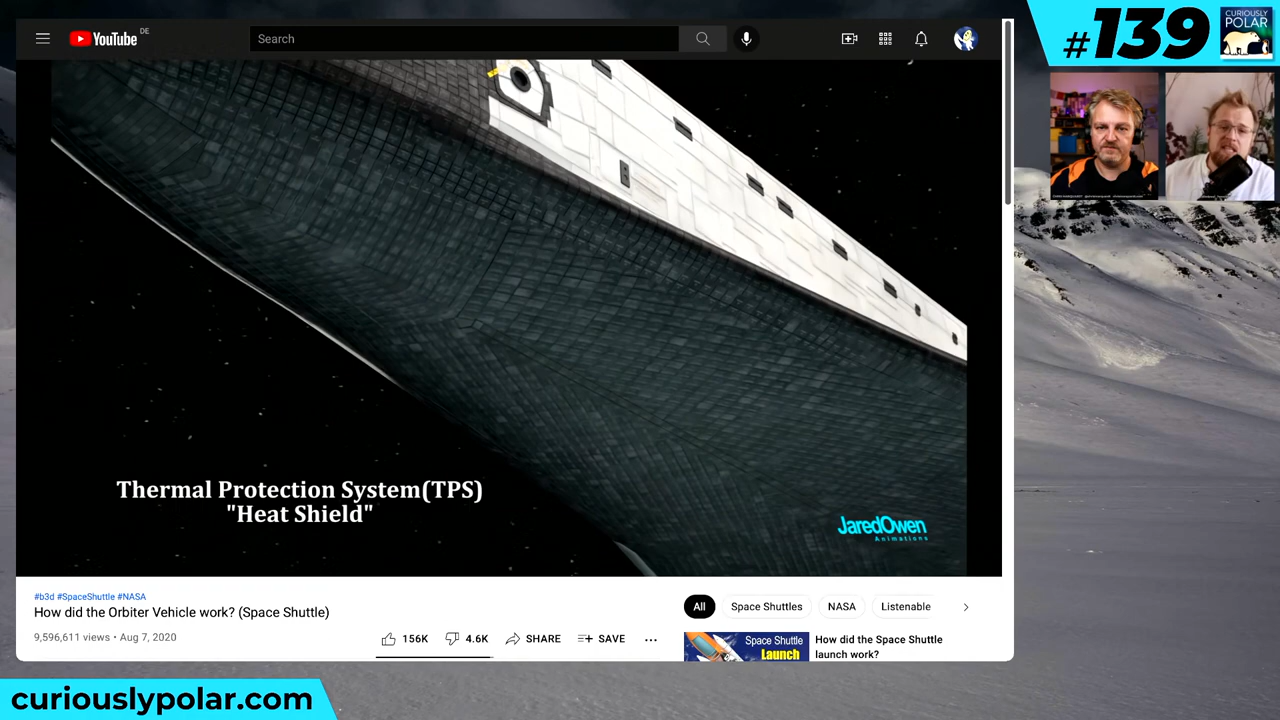 YouTube DE
Search
#139
CURIOUSLY
POLAR
Thermal Protection System(TPS)
"Heat Shield"
JaredOwen
Animations
#b3d #SpaceShuttle #NASA
How did the Orbiter Vehicle work? (Space Shuttle)
9,596,611 views • Aug 7, 2020
156K
4.6K
SHARE
SAVE
All
Space Shuttles
NASA
Listenable
Space Shuttle
Launch
How did the Space Shuttle
launch work?
curiouslypolar.com